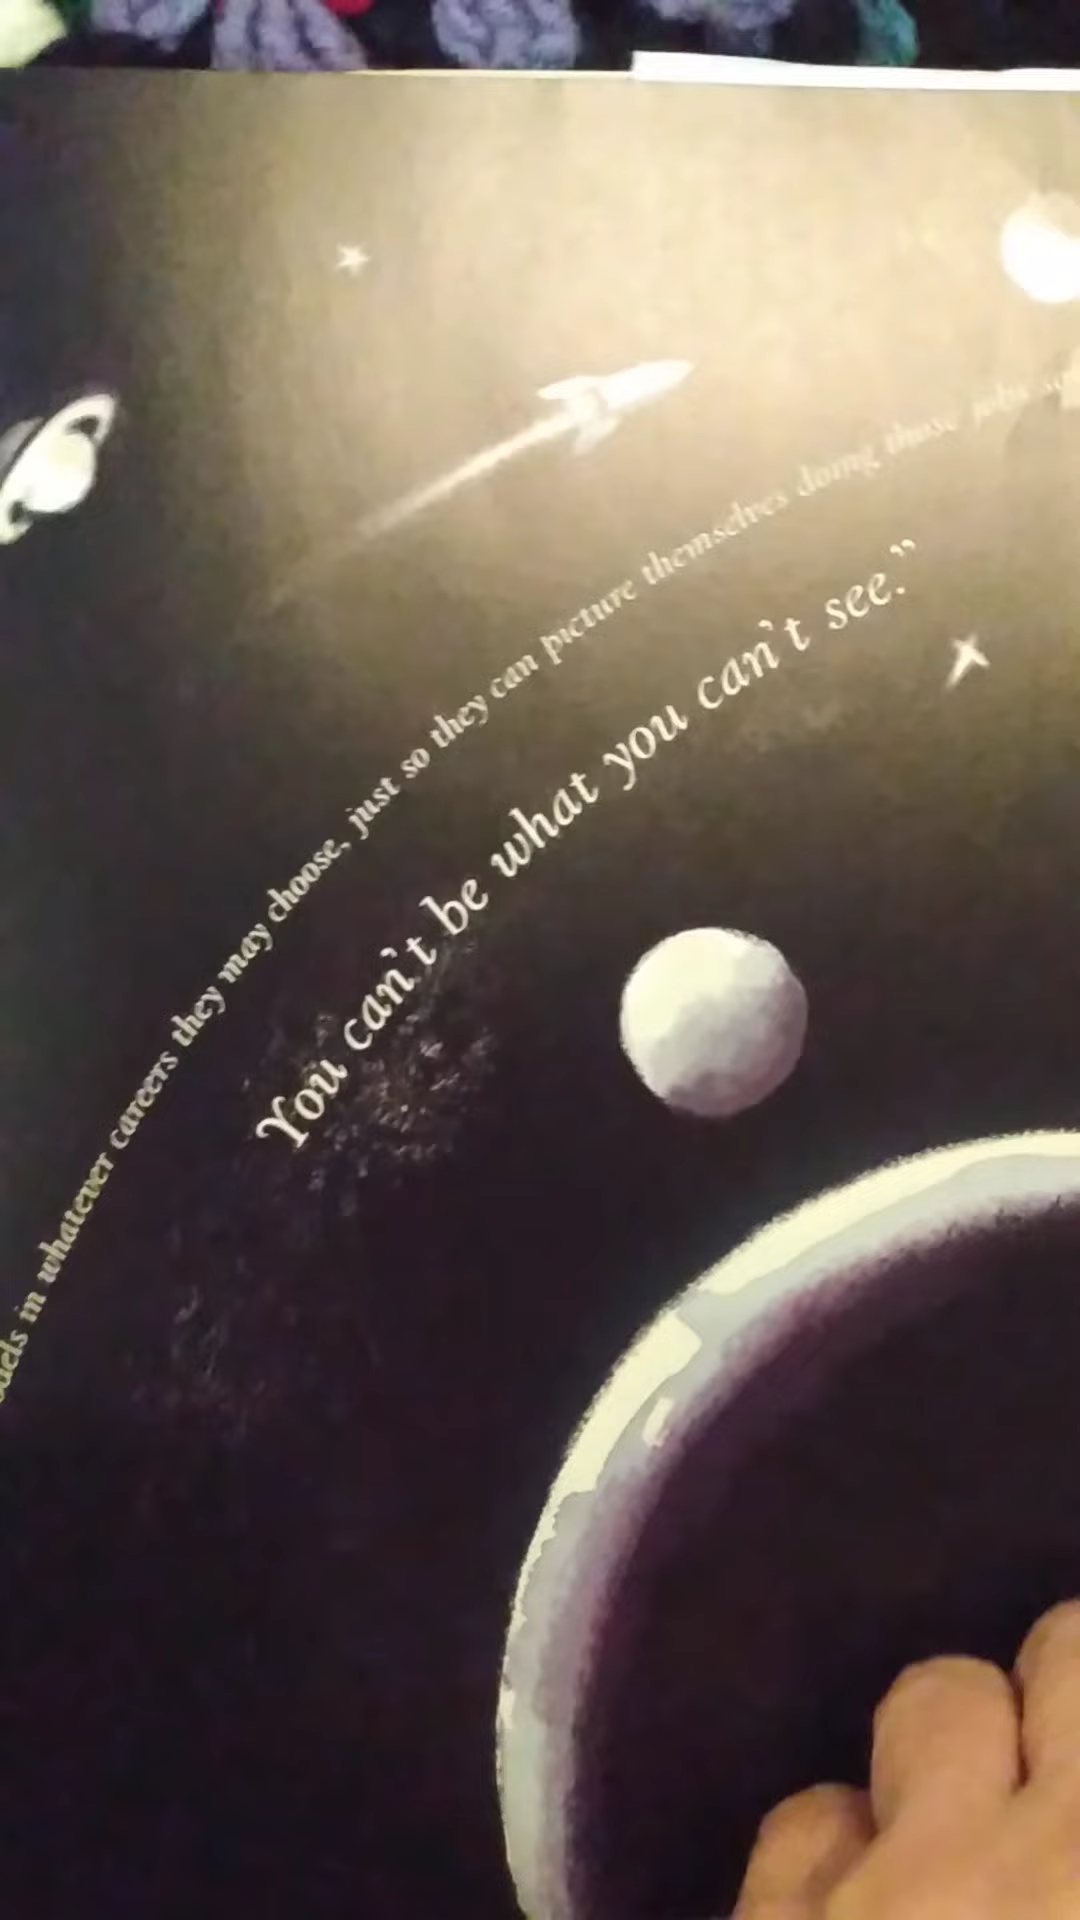 in whatever careers they may choose, just so they can picture themselves doing those jobs
You can't be what you can't see.”